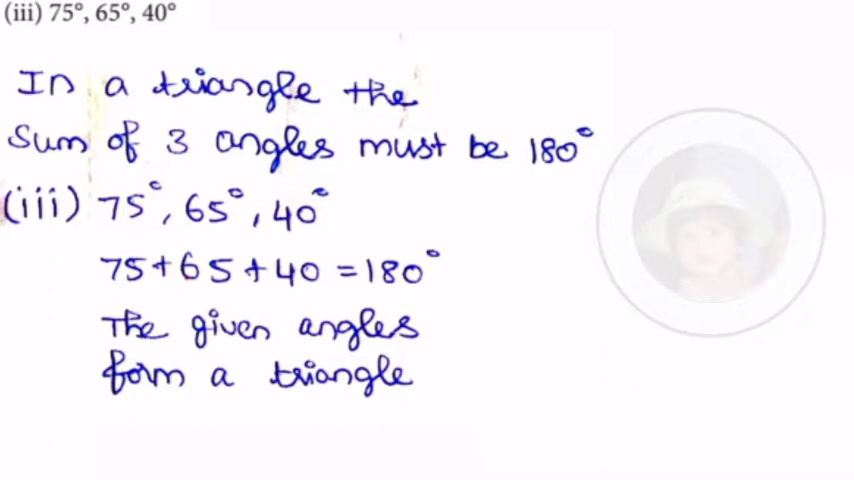 (iii) 75°, 65°, 40°
In a triangle the
Sum of 3 angles must be 180°
(iii) 75°, 65°, 40°
75+65+40 = 180°
The given angles
form a triangle